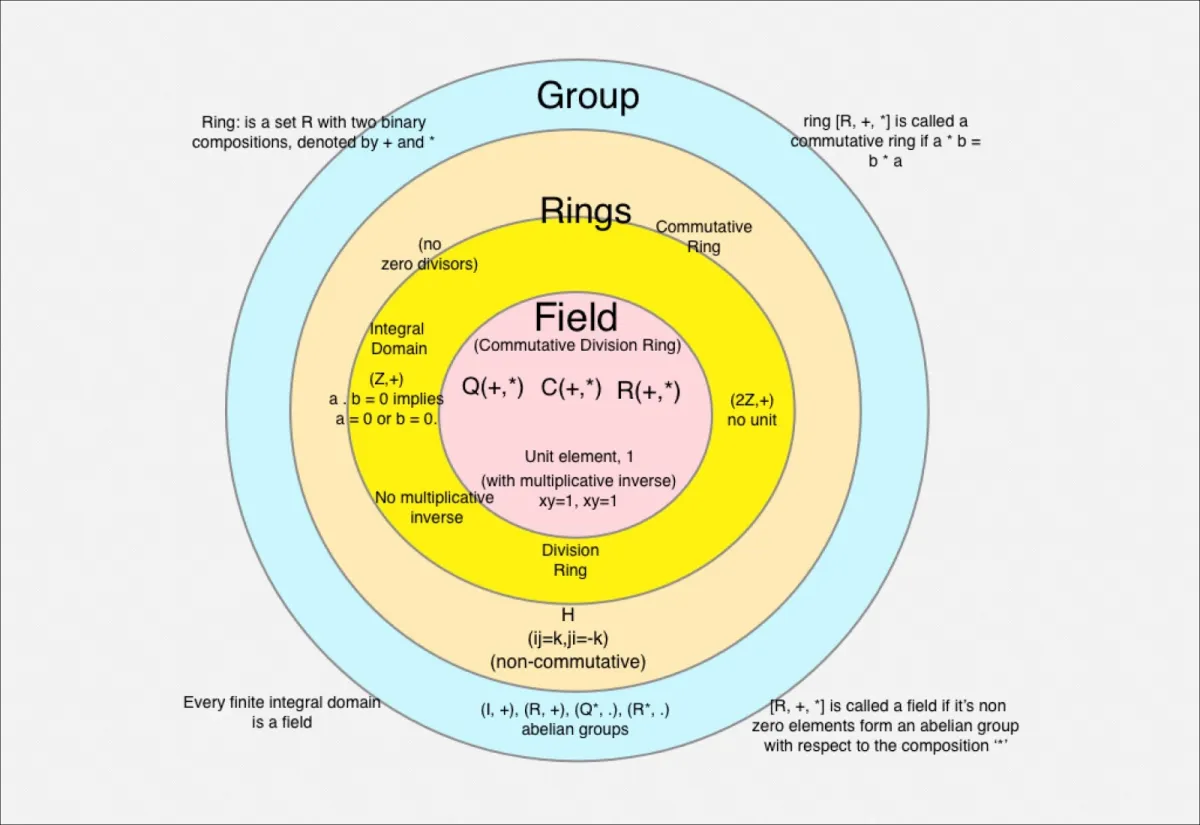 Group
Ring: is a set R with two binary
compositions, denoted by + and *
ring [R, +, *] is called a
commutative ring if a * b =
b * a
Rings
Commutative
Ring
(no
zero divisors)
Field
(Commutative Division Ring)
Integral
Domain
(Z,+)
a . b = 0 implies
a = 0 or b = 0.
Q(+,*) C(+,*) R(+,*)
(2Z,+)
no unit
Unit element, 1
(with multiplicative inverse)
xy=1, xy=1
No multiplicative
inverse
Division
Ring
H
(ij=k,ji=-k)
(non-commutative)
Every finite integral domain
is a field
(I, +), (R, +), (Q*, .), (R*, .)
abelian groups
[R, +, *] is called a field if it’s non
zero elements form an abelian group
with respect to the composition ‘*’